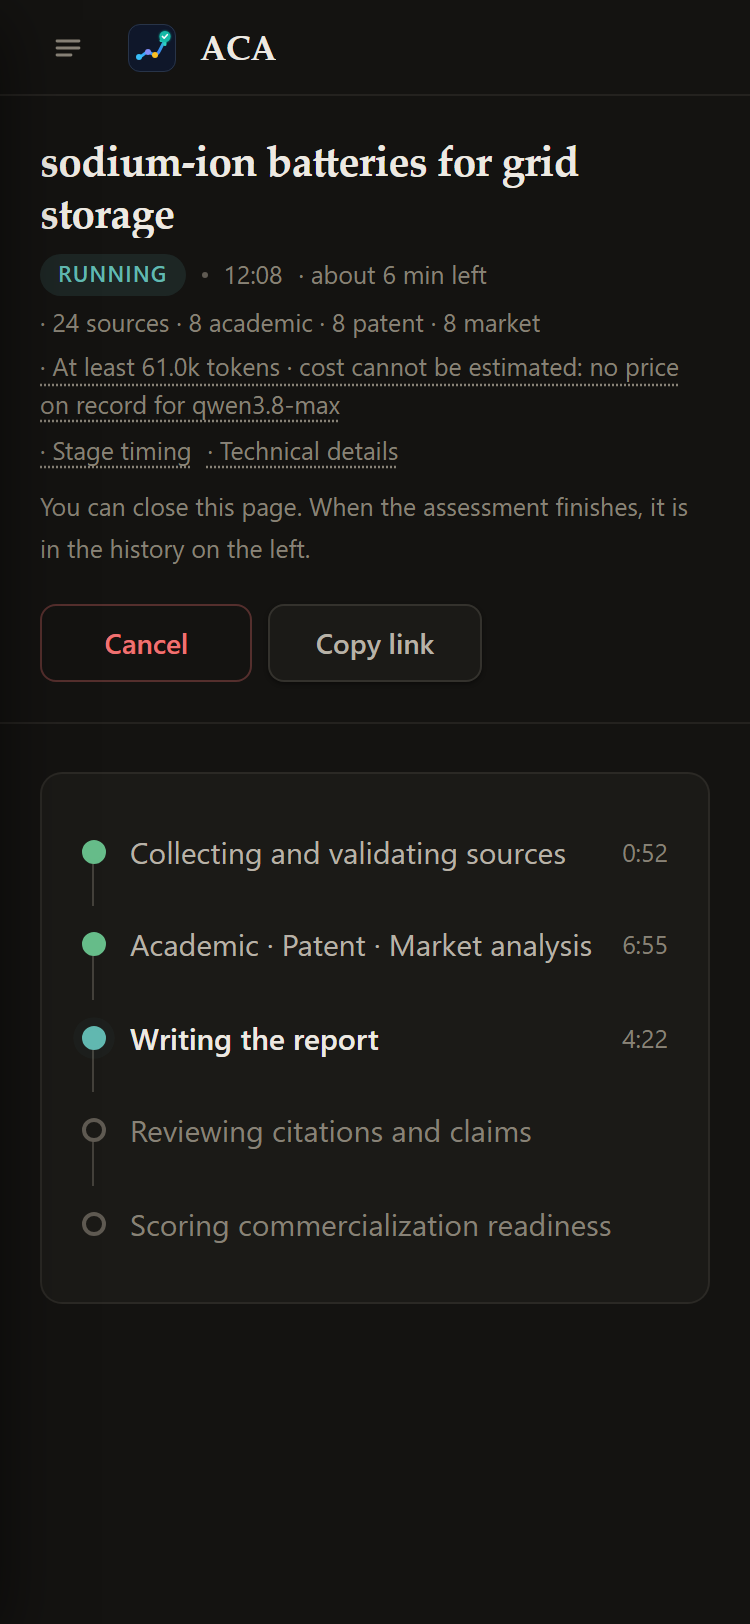 ACA
sodium-ion batteries for grid
storage
RUNNING • 12:08 · about 6 min left
· 24 sources · 8 academic · 8 patent · 8 market
· At least 61.0k tokens · cost cannot be estimated: no price
on record for qwen3.8-max
· Stage timing · Technical details
You can close this page. When the assessment finishes, it is
in the history on the left.
Cancel Copy link
Collecting and validating sources 0:52
Academic · Patent · Market analysis 6:55
Writing the report 4:22
Reviewing citations and claims
Scoring commercialization readiness